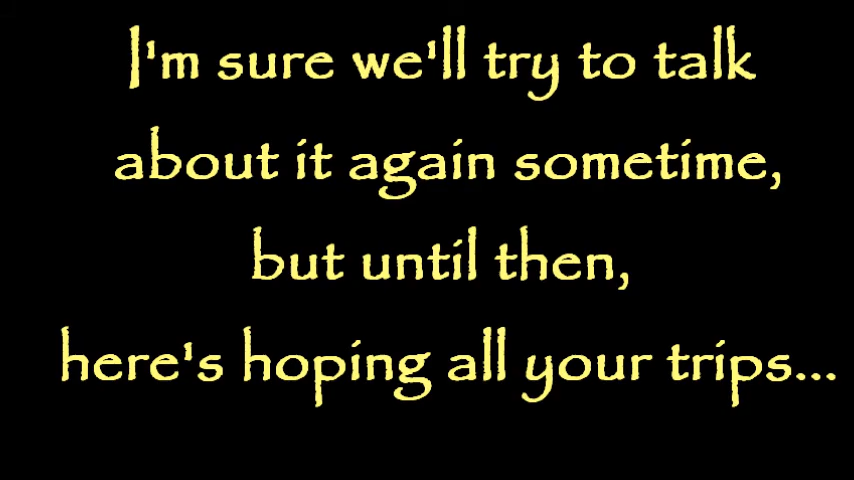 I'm sure we'll try to talk
about it again sometime,
but until then,
here's hoping all your trips...